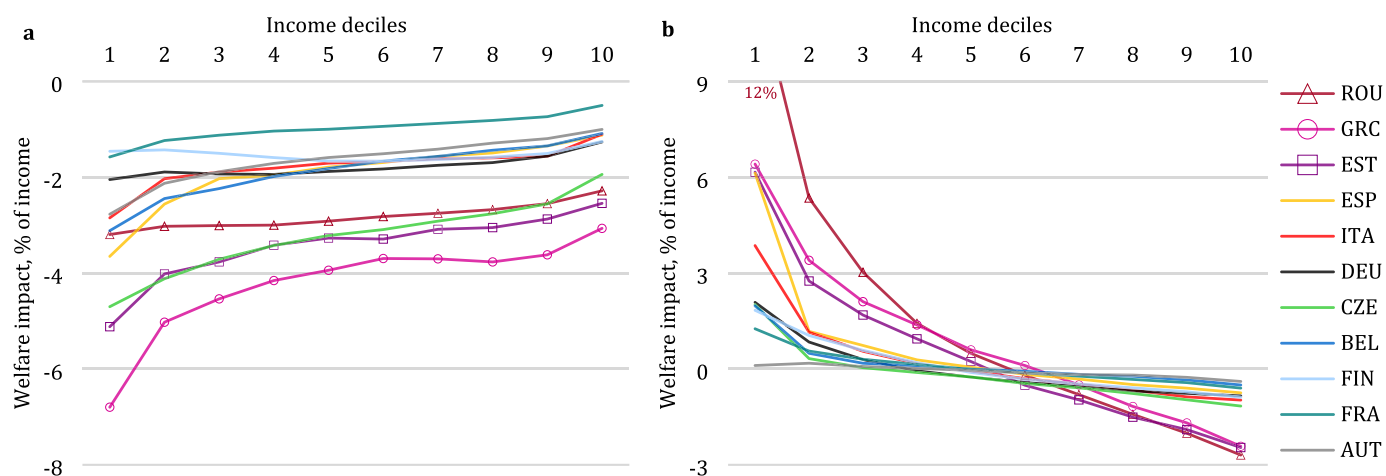 a
Income deciles
1 2 3 4 5 6 7 8 9 10
0
-2
-4
-6
-8
Welfare impact, % of income
b
Income deciles
1 2 3 4 5 6 7 8 9 10
9
6
3
0
-3
Welfare impact, % of income
12%
ROU
GRC
EST
ESP
ITA
DEU
CZE
BEL
FIN
FRA
AUT